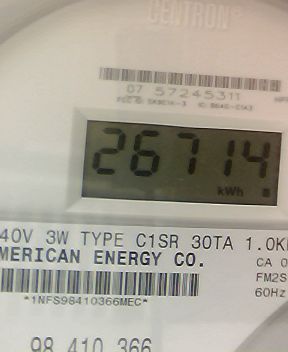 CENTRON
07 57245311
26714
kWh
40V 3W TYPE C1SR 30TA 1.0K
MERICAN ENERGY CO.
CA 0
FM2S
60Hz
*1NFS98410366MEC*
98 410 366